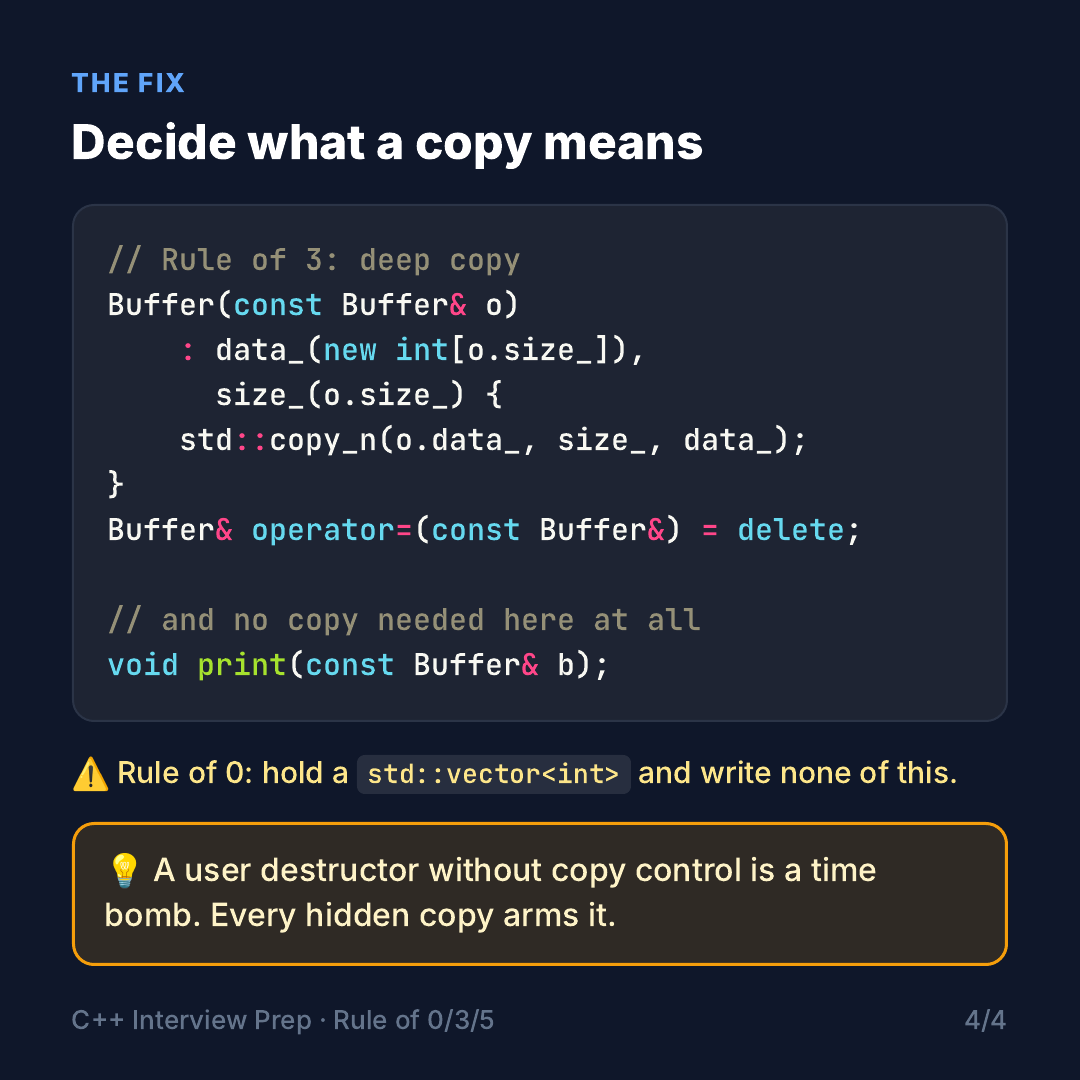 THE FIX
Decide what a copy means
// Rule of 3: deep copy
Buffer(const Buffer& o)
    : data_(new int[o.size_]),
      size_(o.size_) {
    std::copy_n(o.data_, size_, data_);
}
Buffer& operator=(const Buffer&) = delete;
// and no copy needed here at all
void print(const Buffer& b);
⚠️ Rule of 0: hold a std::vector<int> and write none of this.
💡 A user destructor without copy control is a time
bomb. Every hidden copy arms it.
C++ Interview Prep · Rule of 0/3/5
4/4